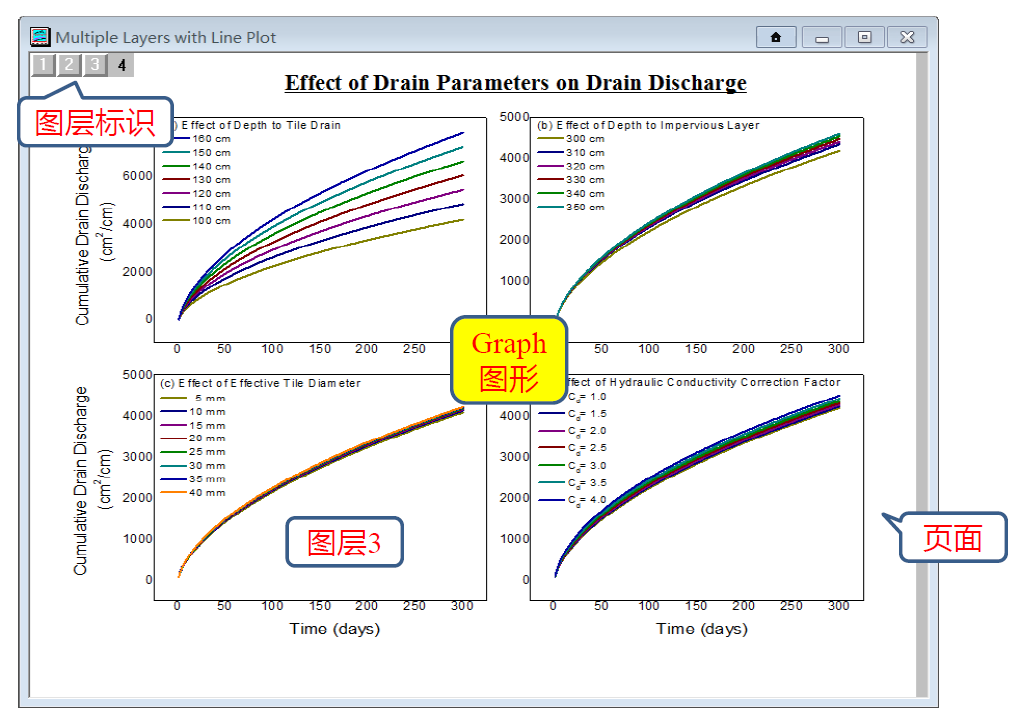 Multiple Layers with Line Plot
1 2 3 4
Effect of Drain Parameters on Drain Discharge
图层标识
) Effect of Depth to Tile Drain
160 cm
150 cm
140 cm
130 cm
120 cm
110 cm
100 cm
6000
4000
2000
0
Cumulative Drain Discharge
(cm²/cm)
0 50 100 150 200 250
(b) Effect of Depth to Impervious Layer
300 cm
310 cm
320 cm
330 cm
340 cm
350 cm
5000
4000
3000
2000
1000
50 100 150 200 250 300
Graph
图形
(c) Effect of Effective Tile Diameter
5 mm
10 mm
15 mm
20 mm
25 mm
30 mm
35 mm
40 mm
5000
4000
3000
2000
1000
0
Cumulative Drain Discharge
(cm²/cm)
图层3
0 50 100 150 200 250 300
Time (days)
ffect of Hydraulic Conductivity Correction Factor
C_d= 1.0
C_d= 1.5
C_d= 2.0
C_d= 2.5
C_d= 3.0
C_d= 3.5
C_d= 4.0
4000
3000
2000
1000
0
0 50 100 150 200 250 300
Time (days)
页面